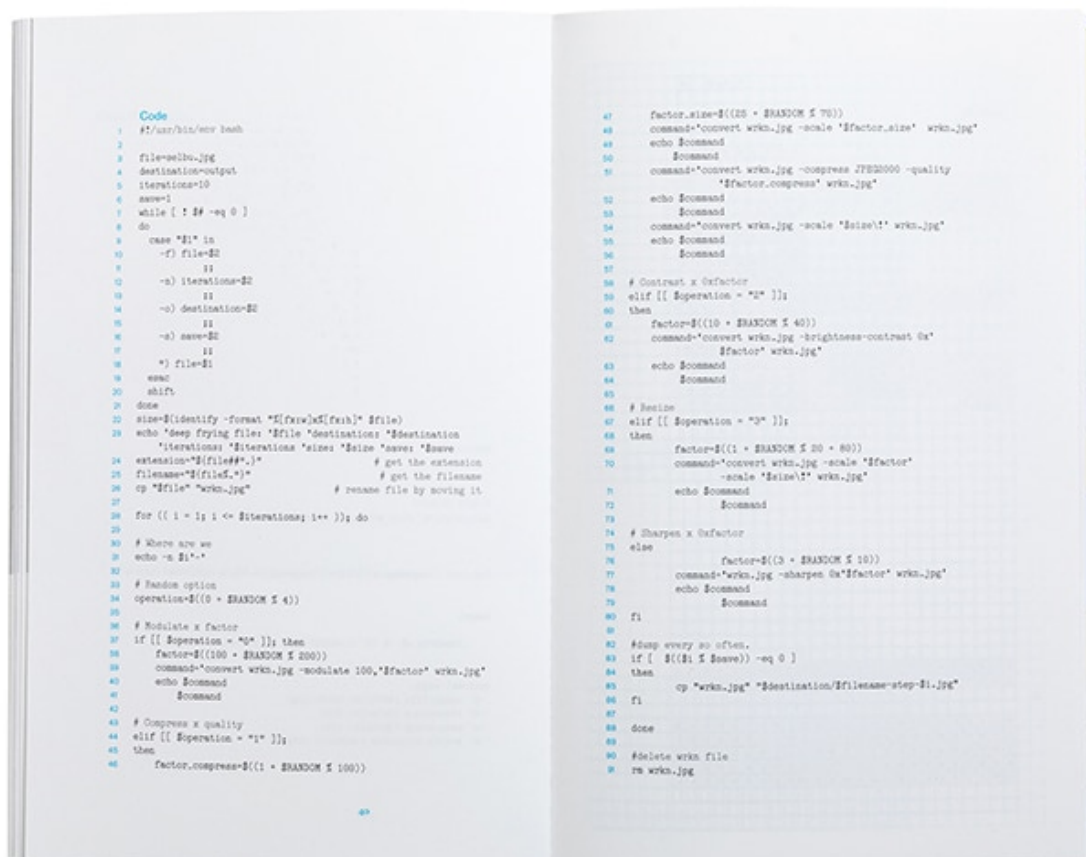 Code
1 #!/usr/bin/env bash
2
3 file=selbu.jpg
4 destination=output
5 iterations=10
6 save=1
7 while [ ! $# -eq 0 ]
8 do
9 case "$1" in
10 -f) file=$2
11 ;;
12 -n) iterations=$2
13 ;;
14 -o) destination=$2
15 ;;
16 -s) save=$2
17 ;;
18 *) file=$1
19 esac
20 shift
21 done
22 size=$(identify -format "%[fx:w]x%[fx:h]" $file)
23 echo 'deep frying file: '$file 'destination: '$destination
'iterations: '$iterations 'size: '$size 'save: '$save
24 extension="${file##*.}" # get the extension
25 filename="${file%.*}" # get the filename
26 cp "$file" "wrkn.jpg" # rename file by moving it
27
28 for (( i = 1; i <= $iterations; i++ )); do
29
30 # Where are we
31 echo -n $i'-'
32
33 # Random option
34 operation=$((0 + $RANDOM % 4))
35
36 # Modulate x factor
37 if [[ $operation = "0" ]]; then
38 factor=$((100 + $RANDOM % 200))
39 command='convert wrkn.jpg -modulate 100,'$factor' wrkn.jpg'
40 echo $command
41 $command
42
43 # Compress x quality
44 elif [[ $operation = "1" ]];
45 then
46 factor_compress=$((1 + $RANDOM % 100))
49
47 factor_size=$((25 + $RANDOM % 70))
48 command='convert wrkn.jpg -scale '$factor_size' wrkn.jpg'
49 echo $command
50 $command
51 command='convert wrkn.jpg -compress JPEG2000 -quality
'$factor_compress' wrkn.jpg'
52 echo $command
53 $command
54 command='convert wrkn.jpg -scale '$size\!' wrkn.jpg'
55 echo $command
56 $command
57
58 # Contrast x 0xfactor
59 elif [[ $operation = "2" ]];
60 then
61 factor=$((10 + $RANDOM % 40))
62 command='convert wrkn.jpg -brightness-contrast 0x'
$factor' wrkn.jpg'
63 echo $command
64 $command
65
66 # Resize
67 elif [[ $operation = "3" ]];
68 then
69 factor=$((1 + $RANDOM % 20 + 80))
70 command='convert wrkn.jpg -scale '$factor'
-scale '$size\!' wrkn.jpg'
71 echo $command
72 $command
73
74 # Sharpen x 0xfactor
75 else
76 factor=$((3 + $RANDOM % 10))
77 command='wrkn.jpg -sharpen 0x'$factor' wrkn.jpg'
78 echo $command
79 $command
80 fi
81
82 #dump every so often.
83 if [ $(($i % $save)) -eq 0 ]
84 then
85 cp "wrkn.jpg" "$destination/$filename-step-$i.jpg"
86 fi
87
88 done
89
90 #delete wrkn file
91 rm wrkn.jpg